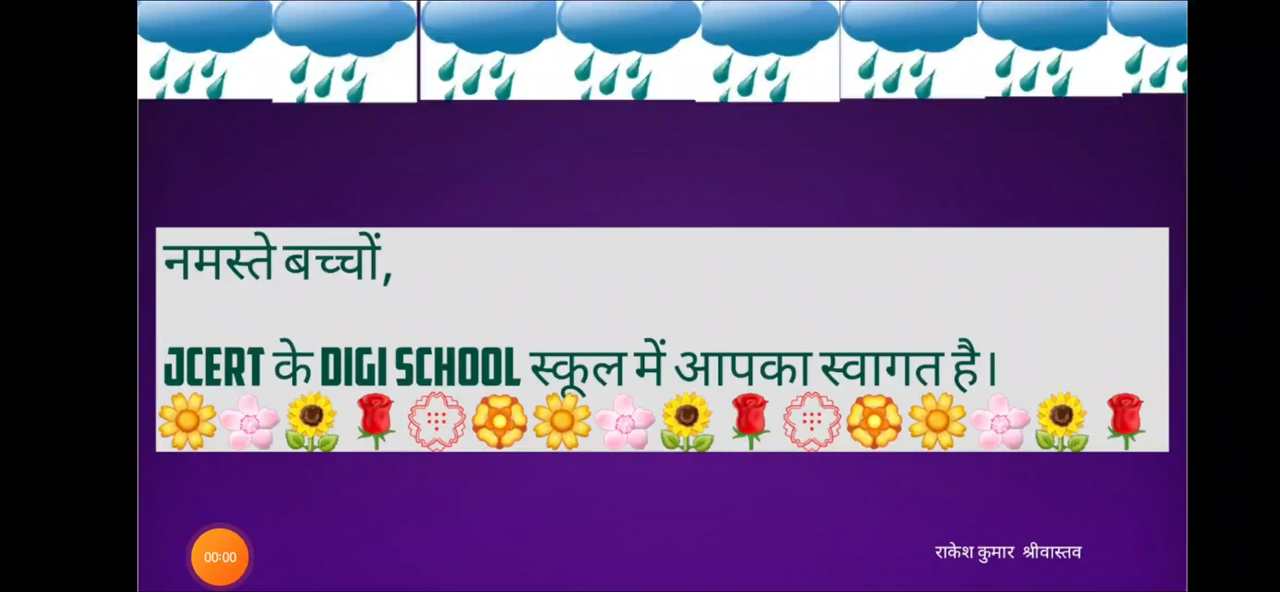 नमस्ते बच्चों,
JCERT के DIGI SCHOOL स्कूल में आपका स्वागत है।
00:00
राकेश कुमार श्रीवास्तव